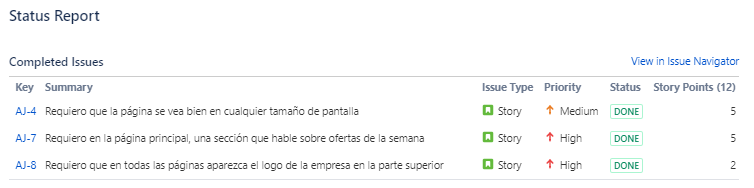 Status Report
Completed Issues View in Issue Navigator
Key Summary Issue Type Priority Status Story Points (12)
AJ-4 Requiero que la página se vea bien en cualquier tamaño de pantalla Story Medium DONE 5
AJ-7 Requiero en la página principal, una sección que hable sobre ofertas de la semana Story High DONE 5
AJ-8 Requiero que en todas las páginas aparezca el logo de la empresa en la parte superior Story High DONE 2